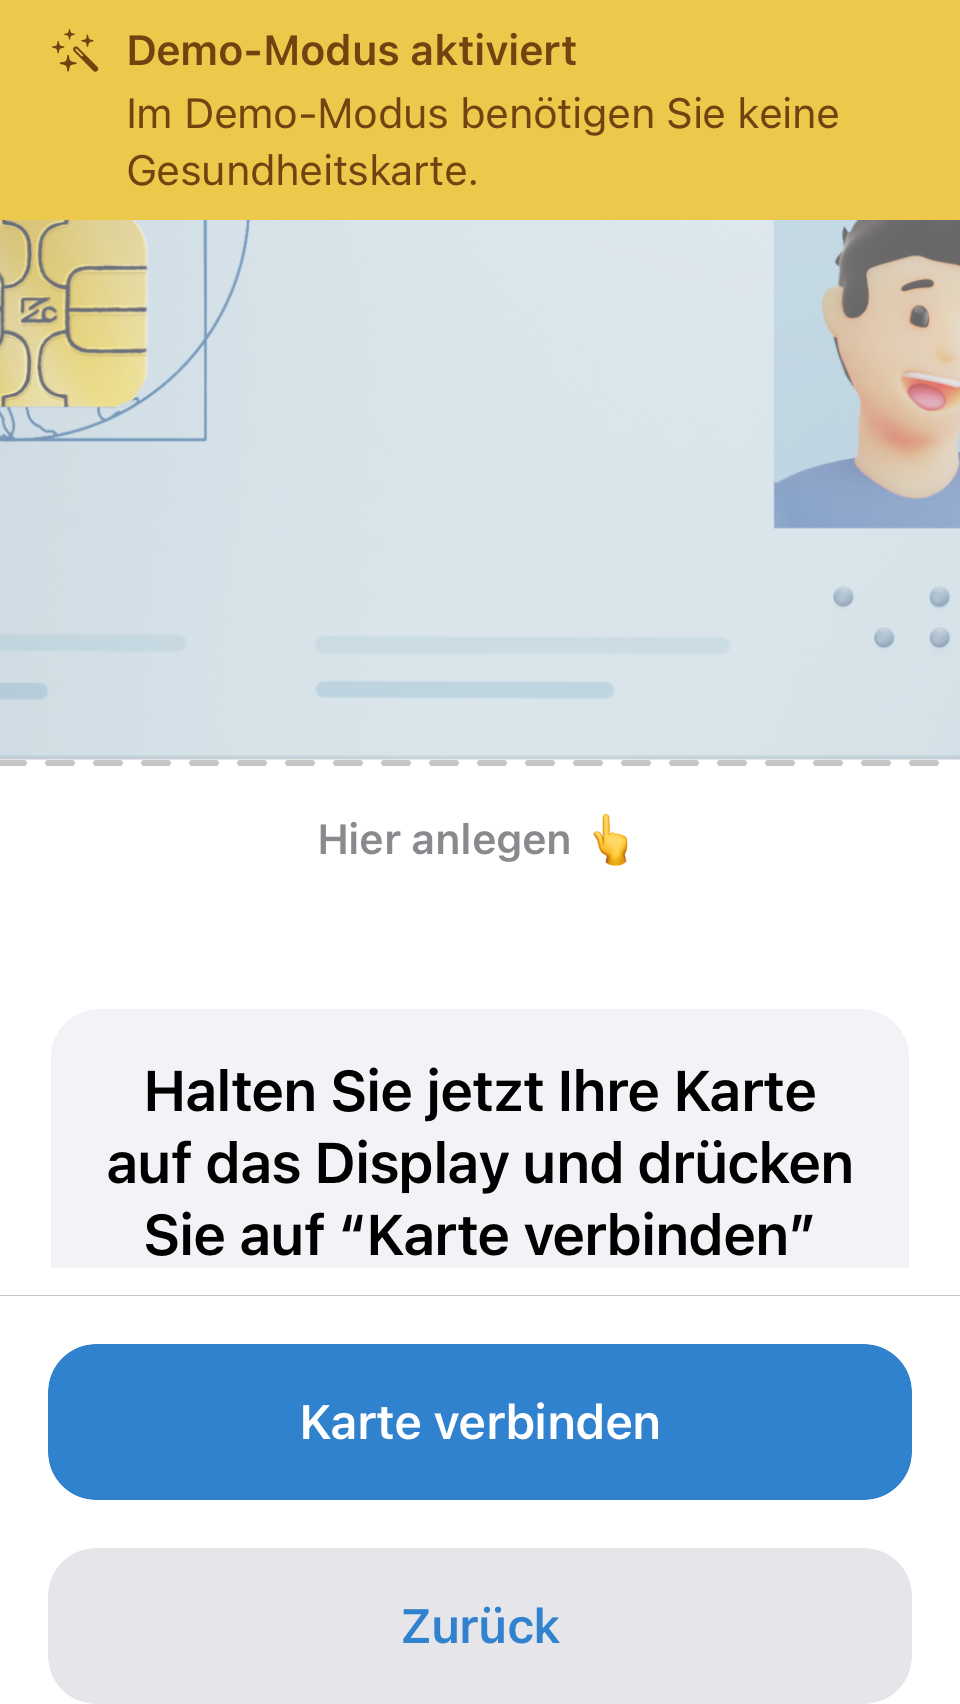 Demo-Modus aktiviert
Im Demo-Modus benötigen Sie keine
Gesundheitskarte.
Hier anlegen 👆
Halten Sie jetzt Ihre Karte
auf das Display und drücken
Sie auf “Karte verbinden”
Karte verbinden
Zurück